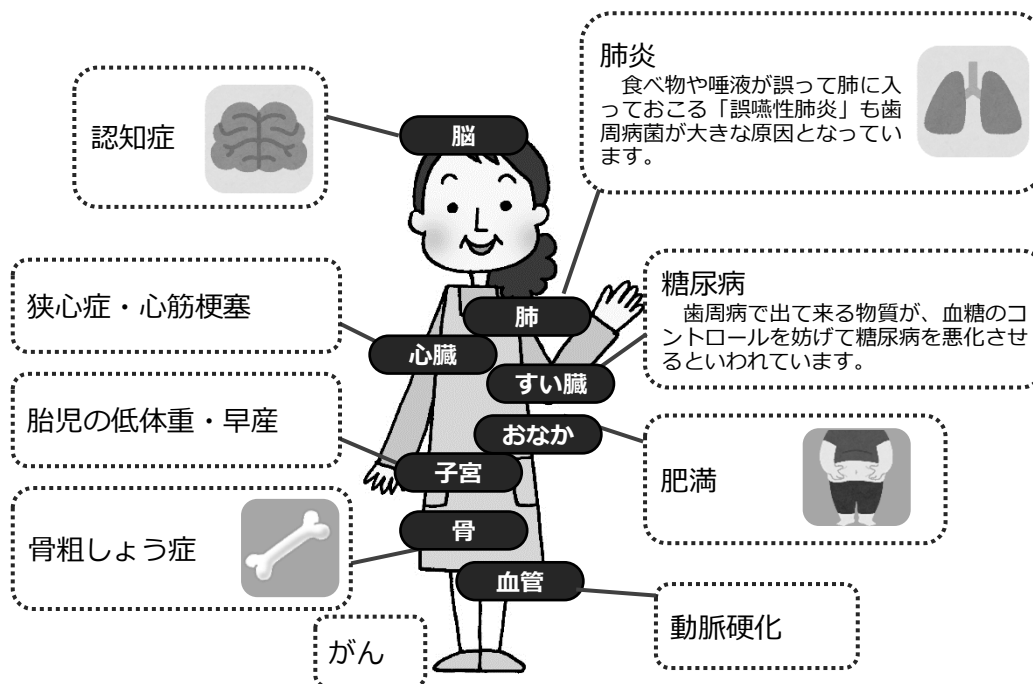 認知症
脳
肺炎
食べ物や唾液が誤って肺に入
っておこる「誤嚥性肺炎」も歯
周病菌が大きな原因となってい
ます。
狭心症・心筋梗塞
肺
心臓
糖尿病
歯周病で出て来る物質が、血糖のコ
ントロールを妨げて糖尿病を悪化させ
るといわれています。
すい臓
胎児の低体重・早産
おなか
子宮
肥満
骨粗しょう症
骨
血管
動脈硬化
がん